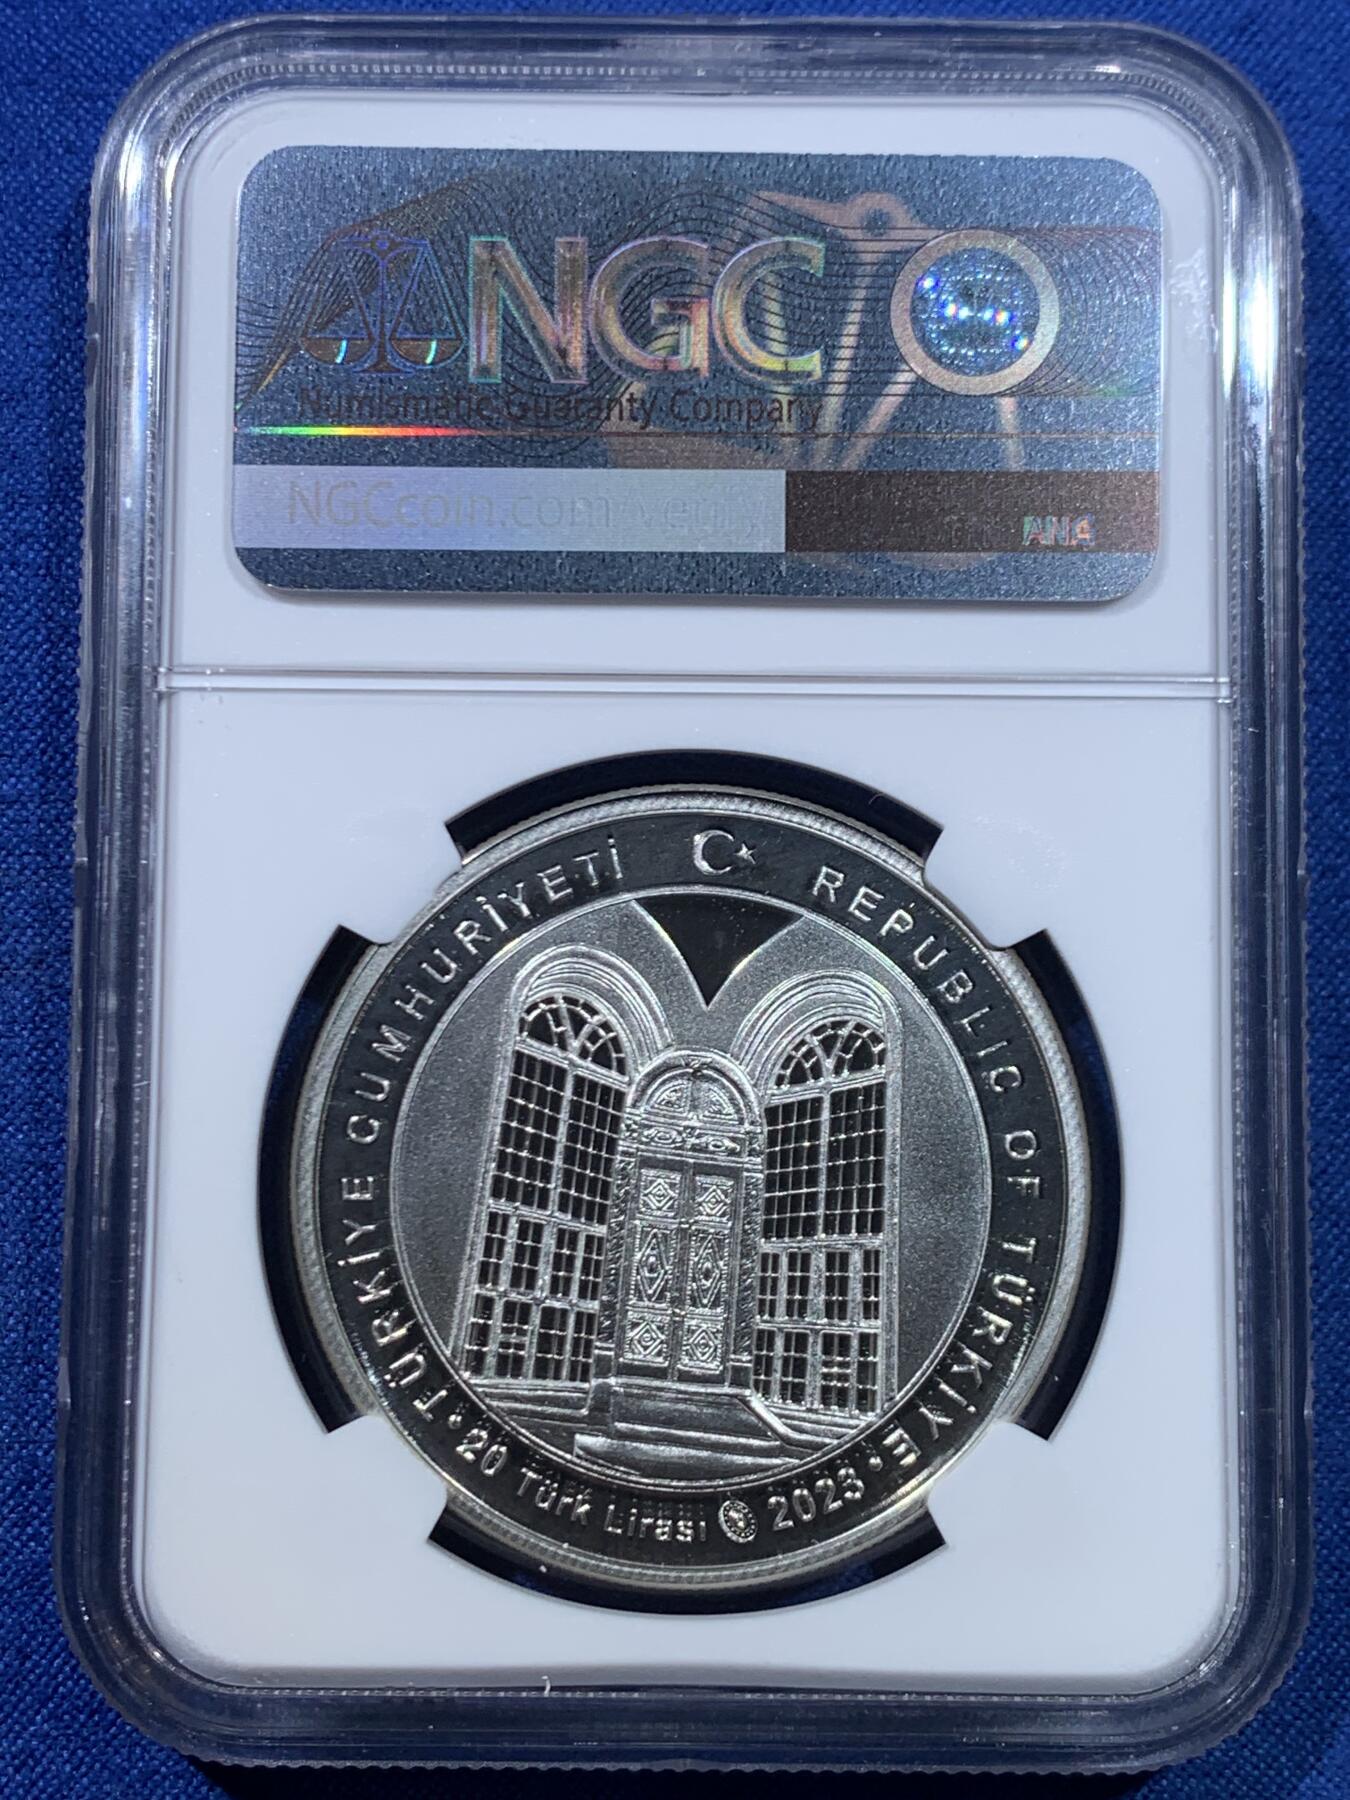 NGC
Numismatic Guaranty Company
NGCcoin.com/verify
ANA
TÜRKİYE CUMHURİYETİ
REPUBLIC OF TÜRKİYE
• 20 Türk Lirası 2023 •